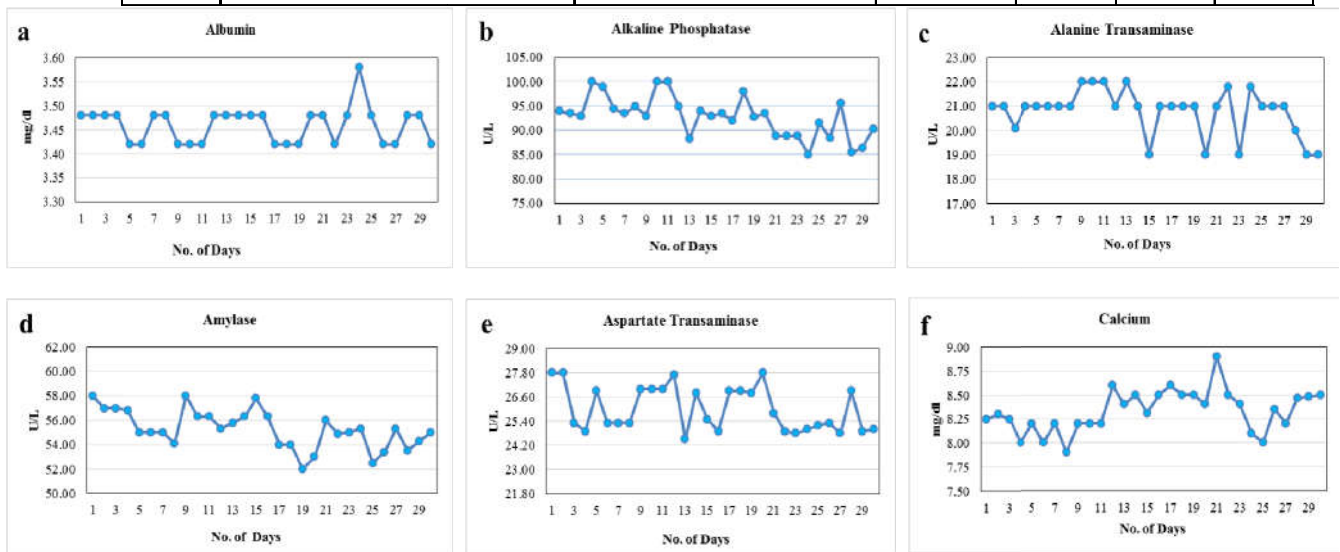 a
Albumin
3.60
3.55
3.50
3.45
3.40
3.35
3.30
mg/dl
1 3 5 7 9 11 13 15 17 19 21 23 25 27 29
No. of Days
b
Alkaline Phosphatase
105.00
100.00
95.00
90.00
85.00
80.00
75.00
U/L
1 3 5 7 9 11 13 15 17 19 21 23 25 27 29
No. of Days
c
Alanine Transaminase
23.00
22.00
21.00
20.00
19.00
18.00
17.00
U/L
1 3 5 7 9 11 13 15 17 19 21 23 25 27 29
No. of Days
d
Amylase
62.00
60.00
58.00
56.00
54.00
52.00
50.00
U/L
1 3 5 7 9 11 13 15 17 19 21 23 25 27 29
No. of Days
e
Aspartate Transaminase
29.00
27.80
26.60
25.40
24.20
23.00
21.80
U/L
1 3 5 7 9 11 13 15 17 19 21 23 25 27 29
No. of Days
f
Calcium
9.00
8.75
8.50
8.25
8.00
7.75
7.50
mg/dl
1 3 5 7 9 11 13 15 17 19 21 23 25 27 29
No. of Days